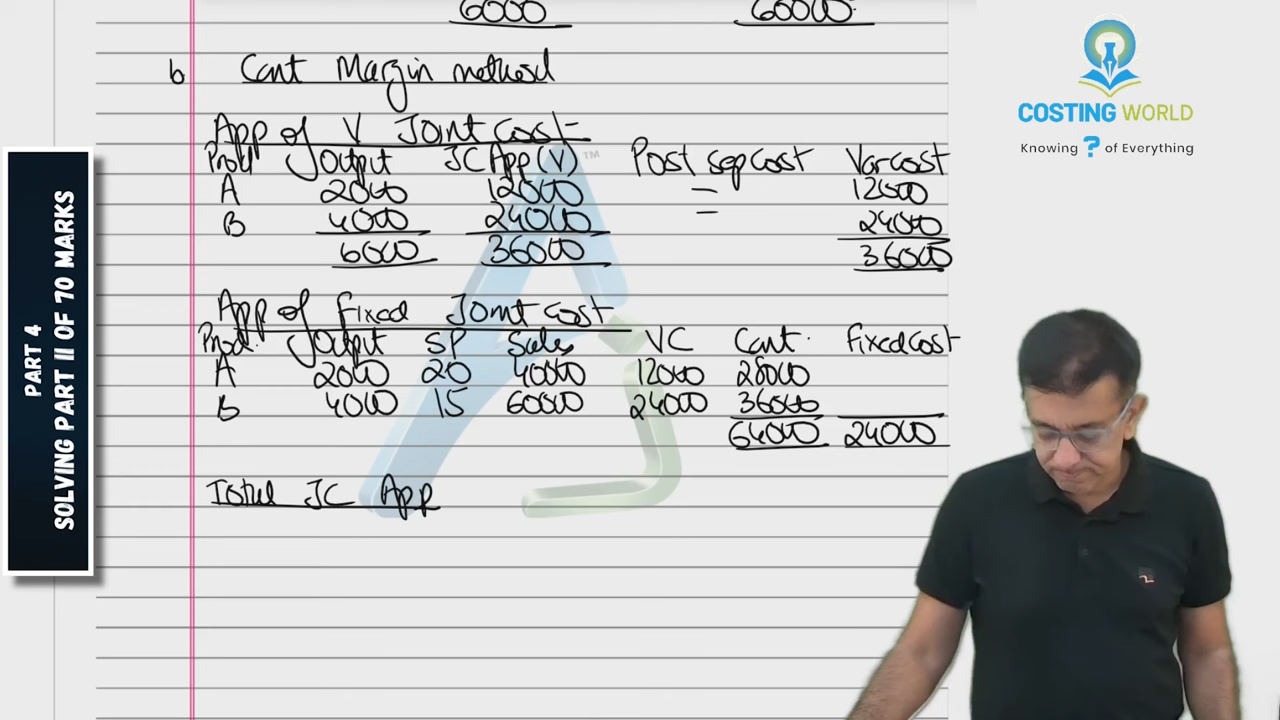 6000 60000
b Cont Margin method
App of V Joint Cost
Prod Output JC App (V) Post sep cost Var cost
A 2000 12000 – 12000
B 4000 24000 – 24000
6000 36000 36000
App of Fixed Joint cost
Prod. Output SP Sales VC Cont. Fixed Cost
A 2000 20 40000 12000 28000
B 4000 15 60000 24000 36000
64000 24000
Total JC App
TM
COSTING WORLD
Knowing ? of Everything
PART 4
SOLVING PART II OF 70 MARKS